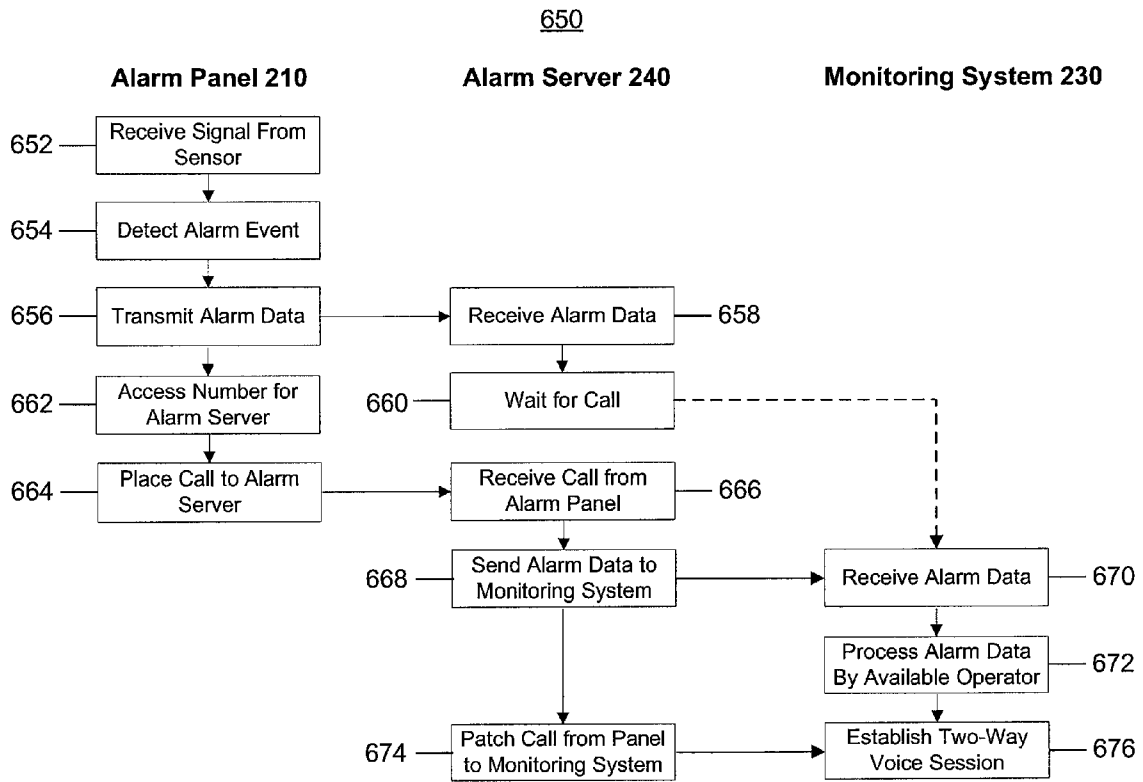 650
Alarm Panel 210
Alarm Server 240
Monitoring System 230
652
Receive Signal From
Sensor
654
Detect Alarm Event
656
Transmit Alarm Data
Receive Alarm Data
658
662
Access Number for
Alarm Server
660
Wait for Call
664
Place Call to Alarm
Server
Receive Call from
Alarm Panel
666
668
Send Alarm Data to
Monitoring System
Receive Alarm Data
670
Process Alarm Data
By Available Operator
672
674
Patch Call from Panel
to Monitoring System
Establish Two-Way
Voice Session
676